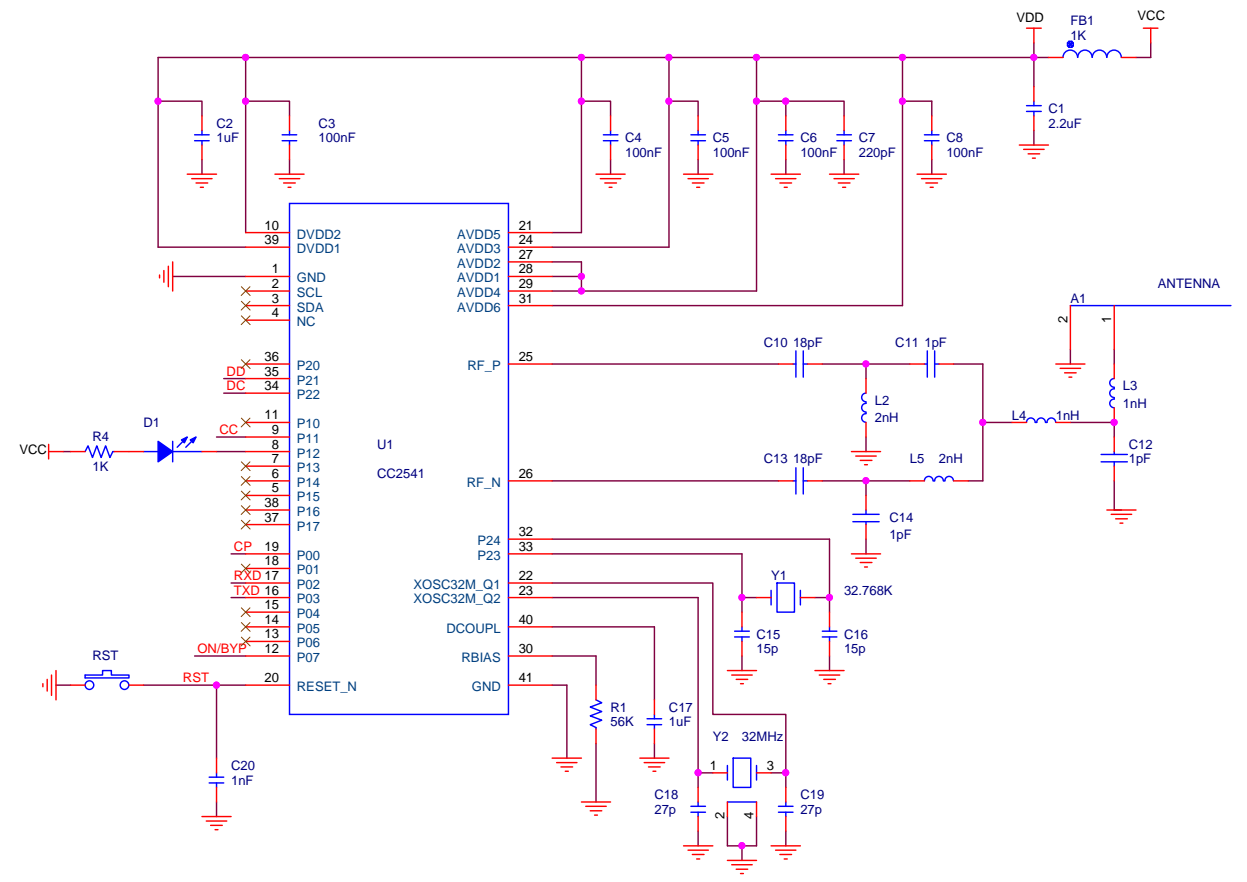 VDD
FB1
1K
VCC
C2
1uF
C3
100nF
C4
100nF
C5
100nF
C6
100nF
C7
220pF
C8
100nF
C1
2.2uF
10 DVDD2
39 DVDD1
1 GND
2 SCL
3 SDA
4 NC
36 P20
DD 35 P21
DC 34 P22
11 P10
CC 9 P11
8 P12
7 P13
6 P14
5 P15
38 P16
37 P17
CP 19 P00
18 P01
RXD 17 P02
TXD 16 P03
15 P04
14 P05
13 P06
ON/BYP 12 P07
RST 20 RESET_N
AVDD5 21
AVDD3 24
AVDD2 27
AVDD1 28
AVDD4 29
AVDD6 31
RF_P 25
RF_N 26
P24 32
P23 33
XOSC32M_Q1 22
XOSC32M_Q2 23
DCOUPL 40
RBIAS 30
GND 41
U1
CC2541
VCC
R4
1K
D1
RST
C20
1nF
C10 18pF
C11 1pF
L2
2nH
C13 18pF
L5 2nH
C14
1pF
L4 1nH
ANTENNA
A1
2
1
L3
1nH
C12
1pF
Y1
32.768K
C15
15p
C16
15p
R1
56K
C17
1uF
Y2 32MHz
1
3
C18
27p
2
4
C19
27p